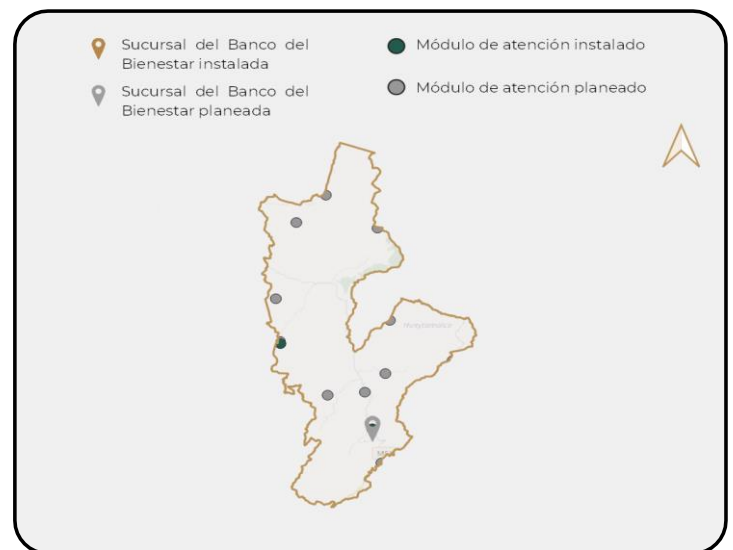 Sucursal del Banco del
Bienestar instalada
Sucursal del Banco del
Bienestar planeada
Módulo de atención instalado
Módulo de atención planeado
Hueytamalco